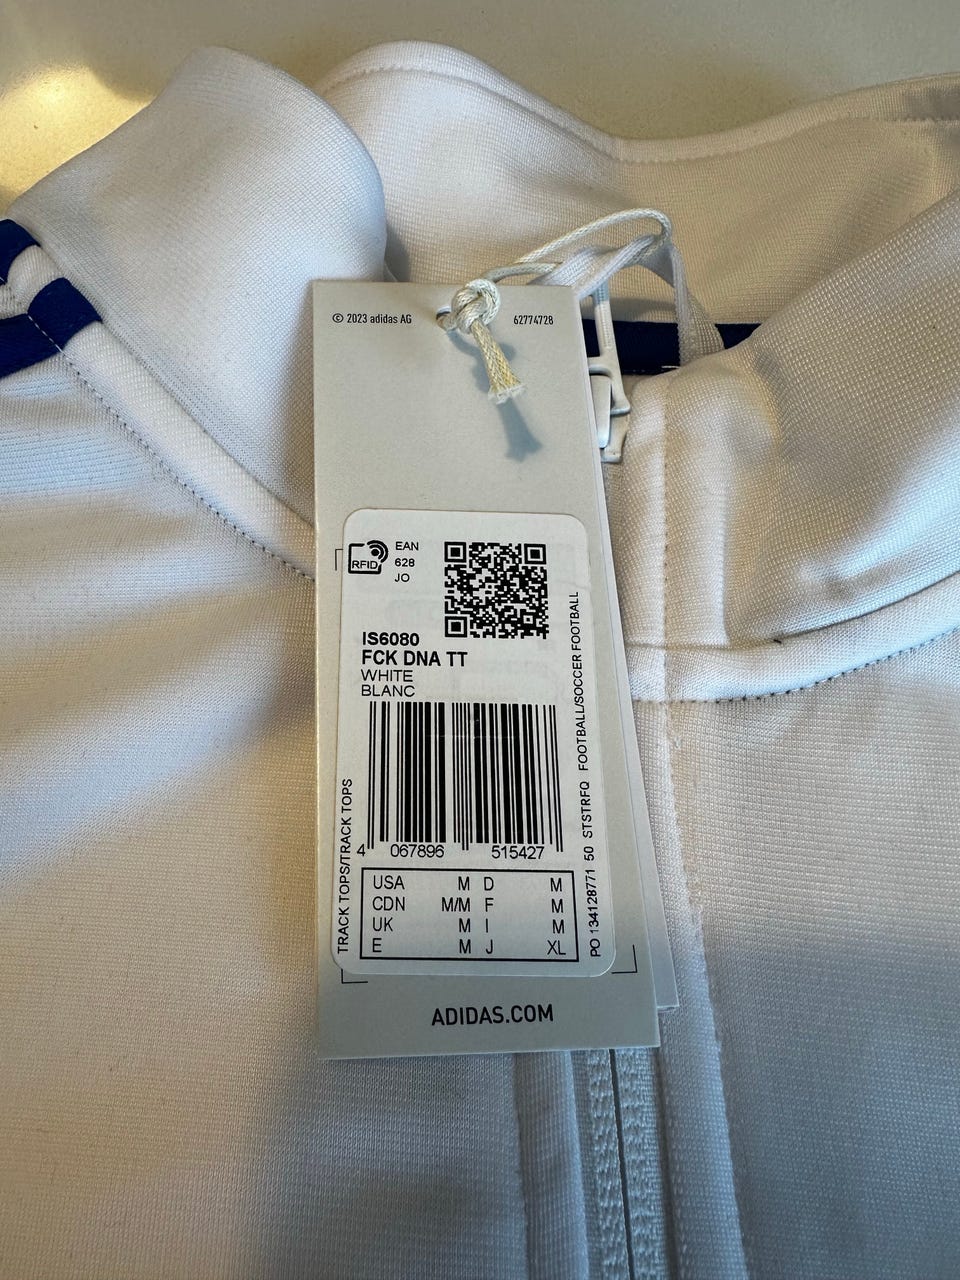 © 2023 adidas AG
62774728
RFID
EAN
628
JO
IS6080
FCK DNA TT
WHITE
BLANC
4 067896 515427
TRACK TOPS/TRACK TOPS
PO 134128771 50 STSTRFQ FOOTBALL/SOCCER FOOTBALL
USA M D M
CDN M/M F M
UK M I M
E M J XL
ADIDAS.COM